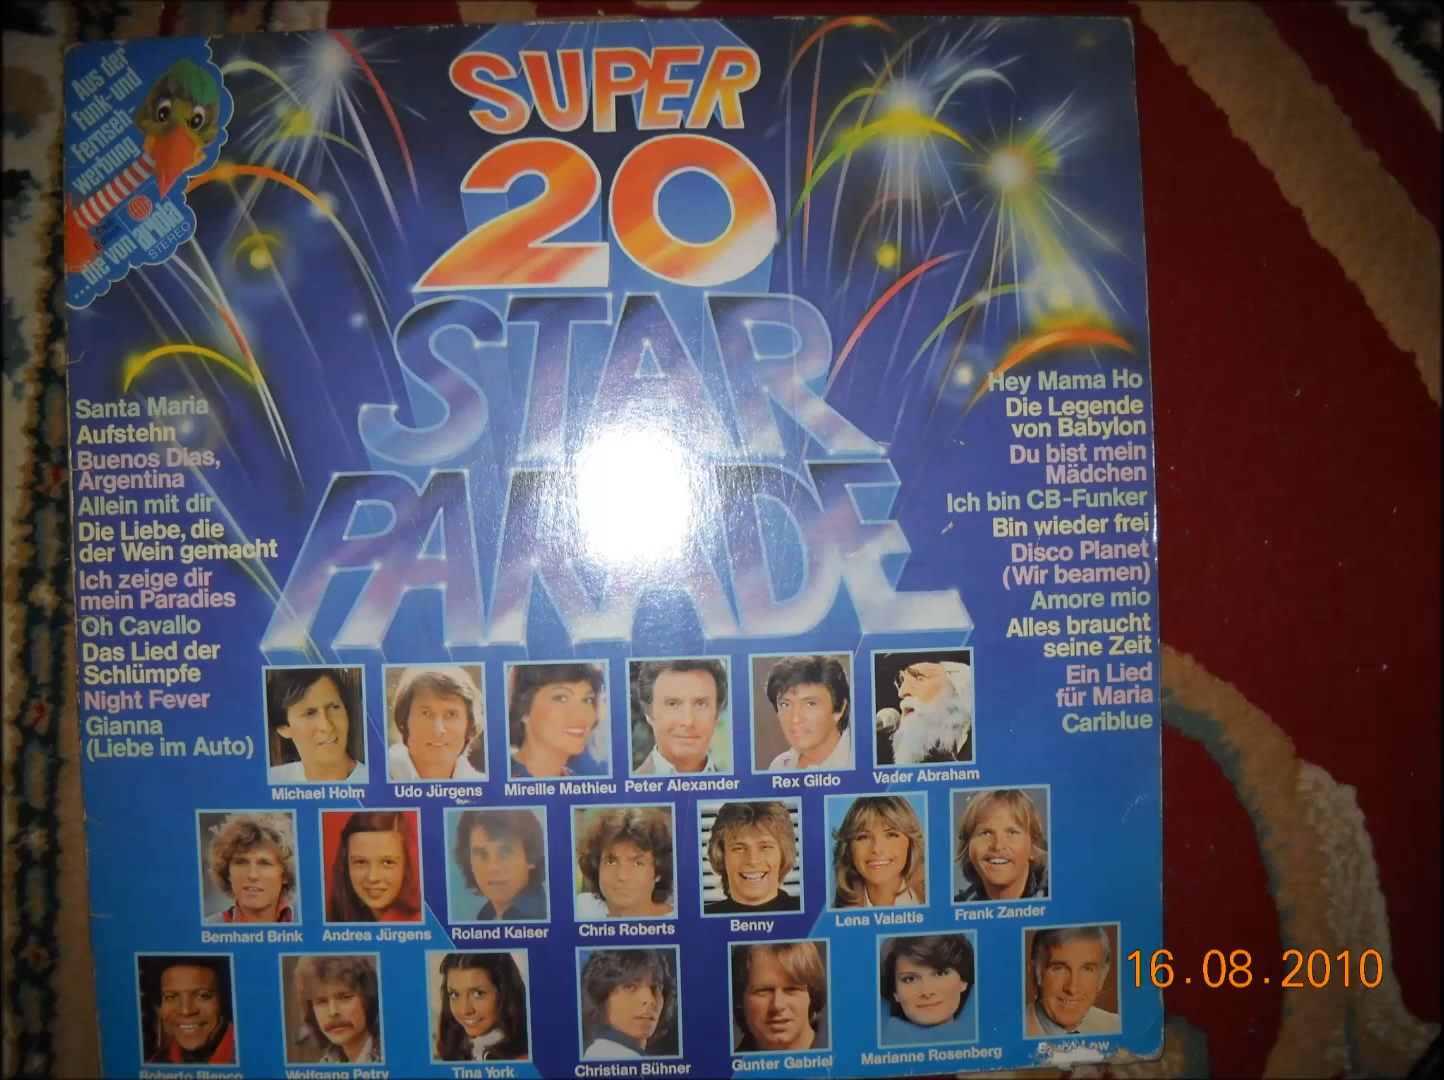 Aus der
Funk- und
Fernseh-
werbung
...die von ariola
STEREO
SUPER
20
STAR
PARADE
Santa Maria
Aufstehn
Buenos Dias,
Argentina
Allein mit dir
Die Liebe, die
der Wein gemacht
Ich zeige dir
mein Paradies
Oh Cavallo
Das Lied der
Schlümpfe
Night Fever
Gianna
(Liebe im Auto)
Hey Mama Ho
Die Legende
von Babylon
Du bist mein
Mädchen
Ich bin CB-Funker
Bin wieder frei
Disco Planet
(Wir beamen)
Amore mio
Alles braucht
seine Zeit
Ein Lied
für Maria
Cariblue
Michael Holm
Udo Jürgens
Mireille Mathieu
Peter Alexander
Rex Gildo
Vader Abraham
Bernhard Brink
Andrea Jürgens
Roland Kaiser
Chris Roberts
Benny
Lena Valaitis
Frank Zander
Roberto Blanco
Wolfgang Petry
Tina York
Christian Bühner
Gunter Gabriel
Marianne Rosenberg
Low
16.08.2010